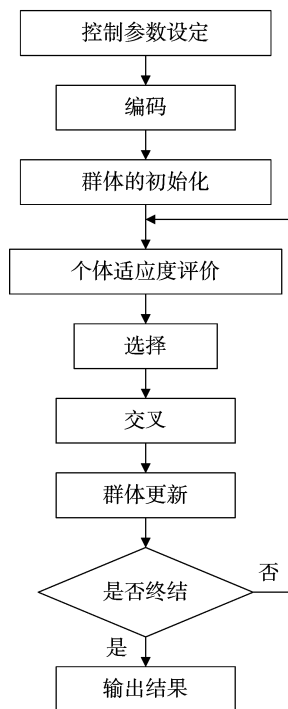 控制参数设定
编码
群体的初始化
个体适应度评价
选择
交叉
群体更新
是否终结
否
是
输出结果